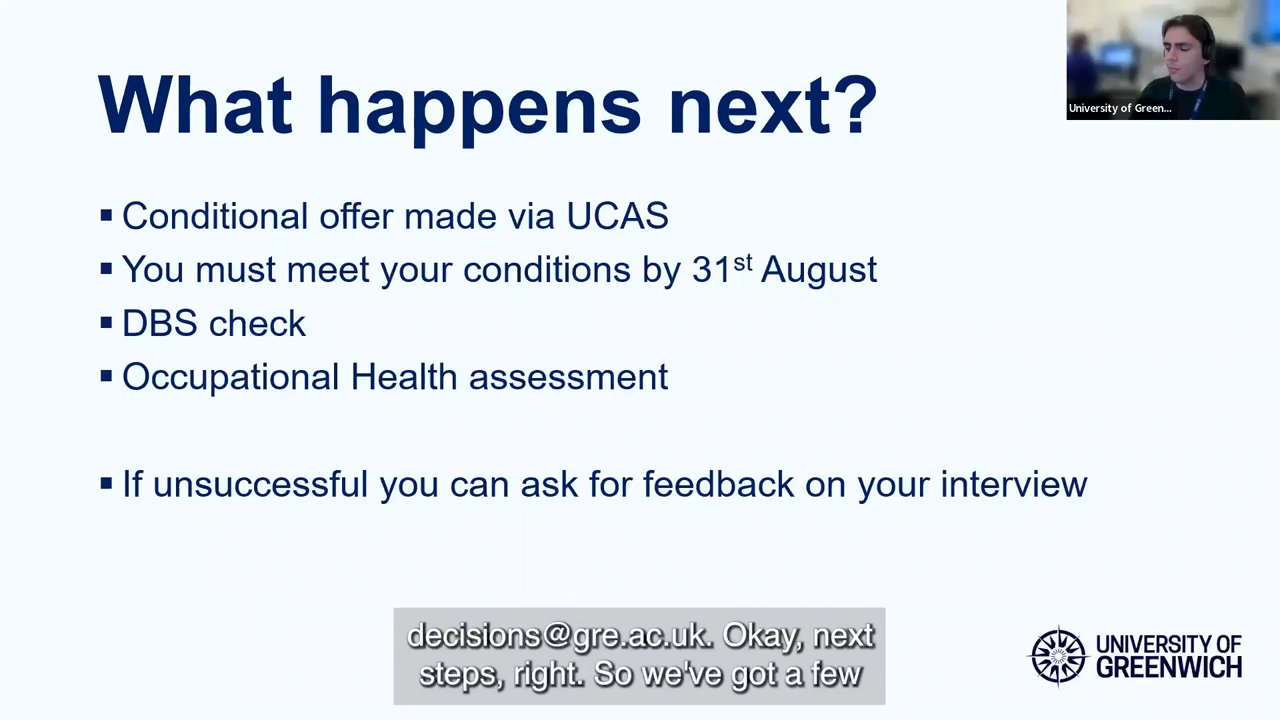 What happens next?
University of Green...
▪ Conditional offer made via UCAS
▪ You must meet your conditions by 31st August
▪ DBS check
▪ Occupational Health assessment
▪ If unsuccessful you can ask for feedback on your interview
decisions@gre.ac.uk. Okay, next
steps, right. So we've got a few
UNIVERSITY OF
GREENWICH